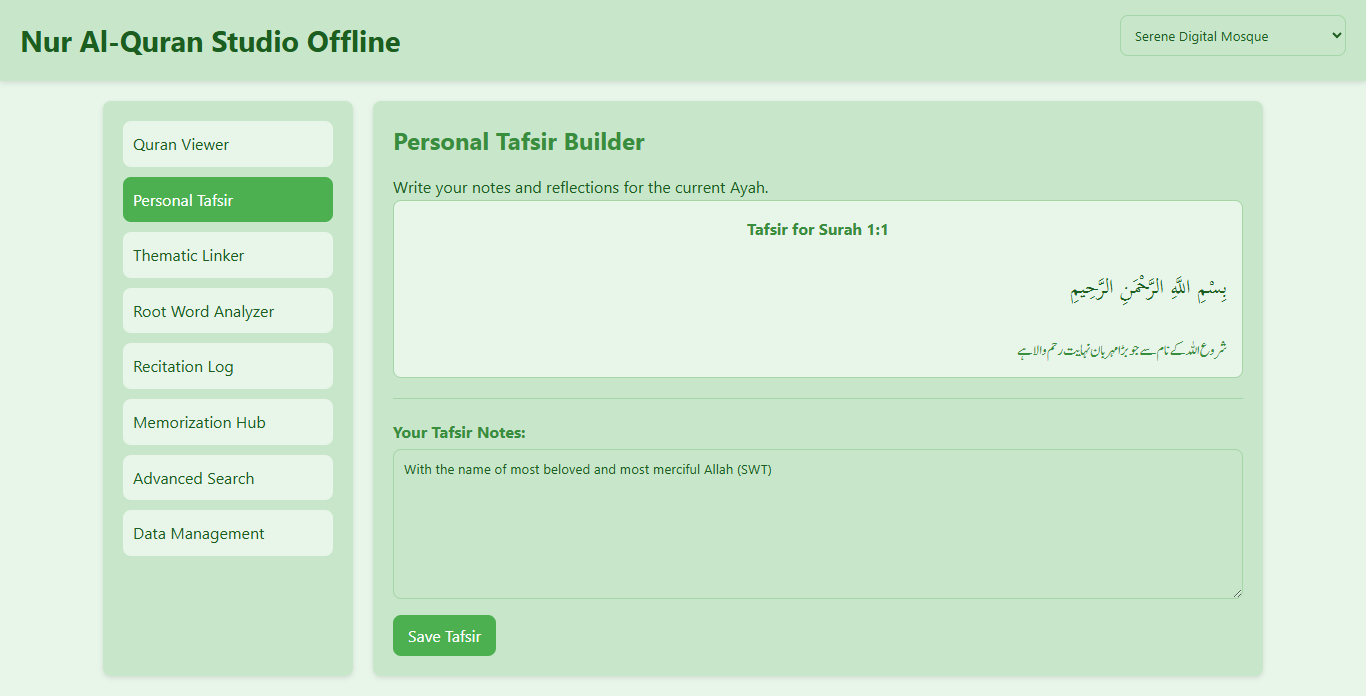 Nur Al-Quran Studio Offline
Serene Digital Mosque
Quran Viewer
Personal Tafsir
Thematic Linker
Root Word Analyzer
Recitation Log
Memorization Hub
Advanced Search
Data Management
Personal Tafsir Builder
Write your notes and reflections for the current Ayah.
Tafsir for Surah 1:1
بِسْمِ اللَّهِ الرَّحْمَنِ الرَّحِيمِ
شروع اللہ کے نام سے جو بڑا مہربان نہایت رحم والا ہے
Your Tafsir Notes:
With the name of most beloved and most merciful Allah (SWT)
Save Tafsir